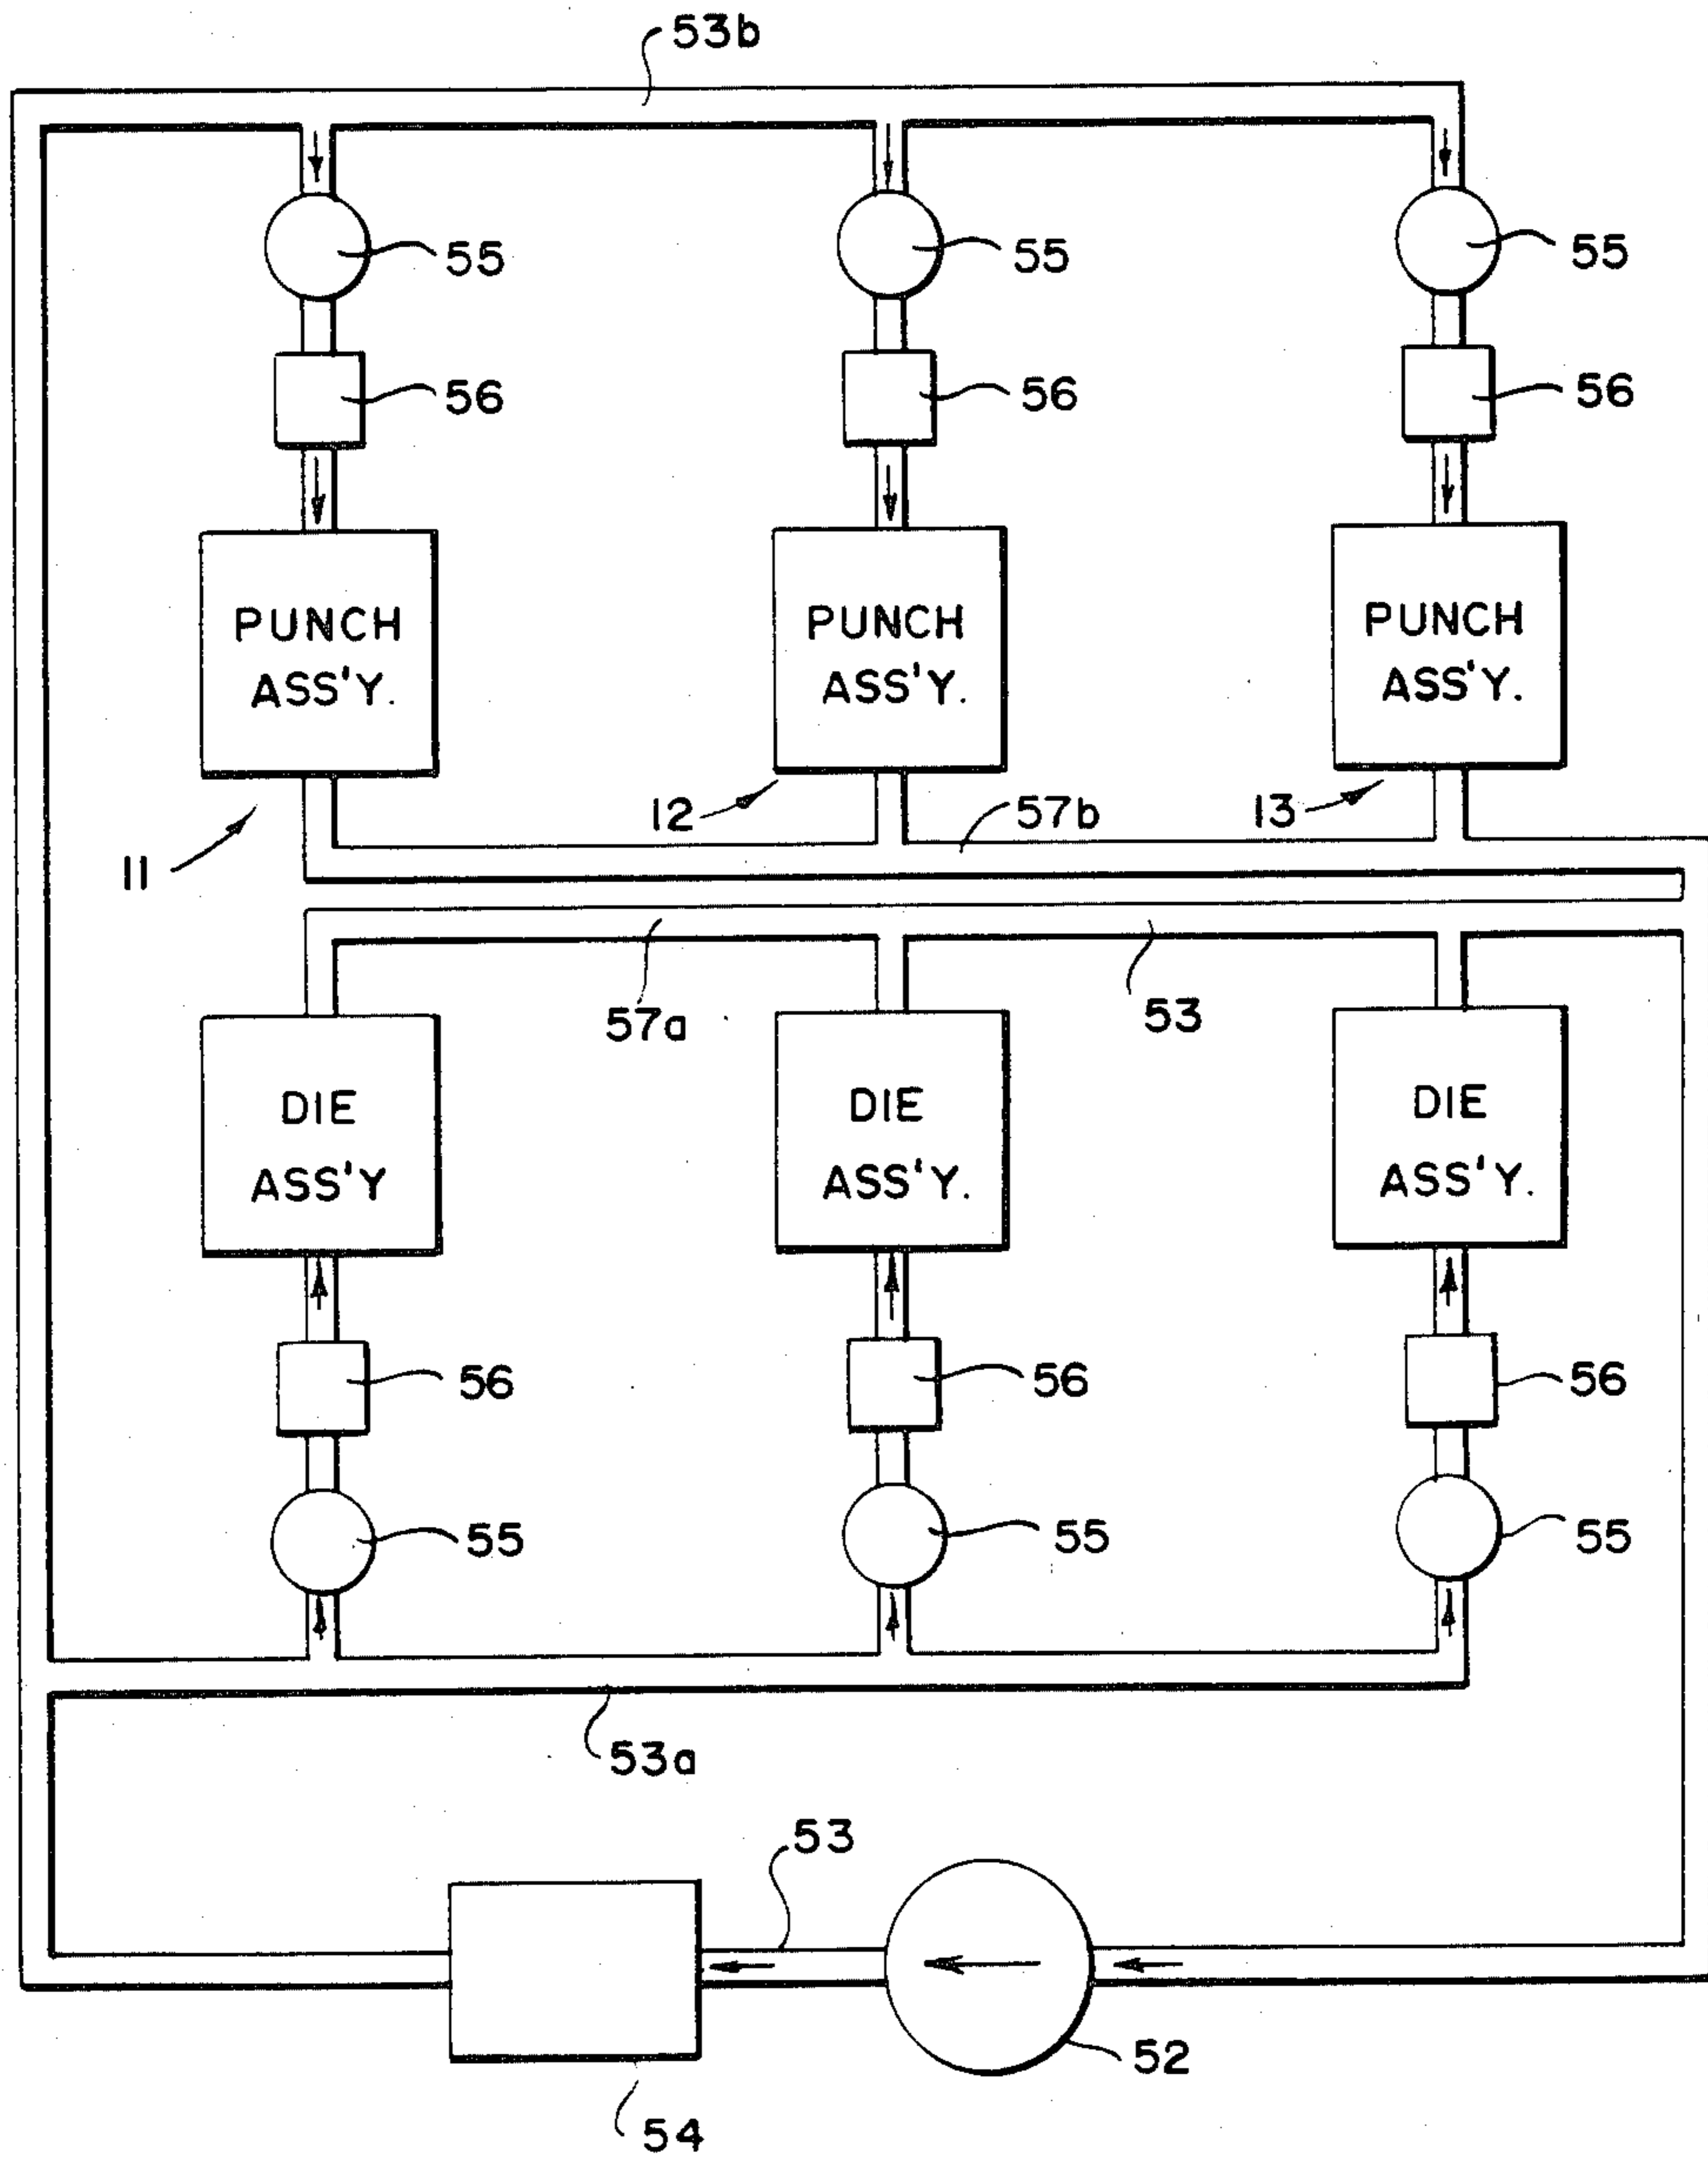 53b
55
55
55
56
56
56
PUNCH
ASS'Y.
PUNCH
ASS'Y.
PUNCH
ASS'Y.
11
12
57b
13
57a
53
DIE
ASS'Y
DIE
ASS'Y.
DIE
ASS'Y.
56
56
56
55
55
55
53a
53
52
54